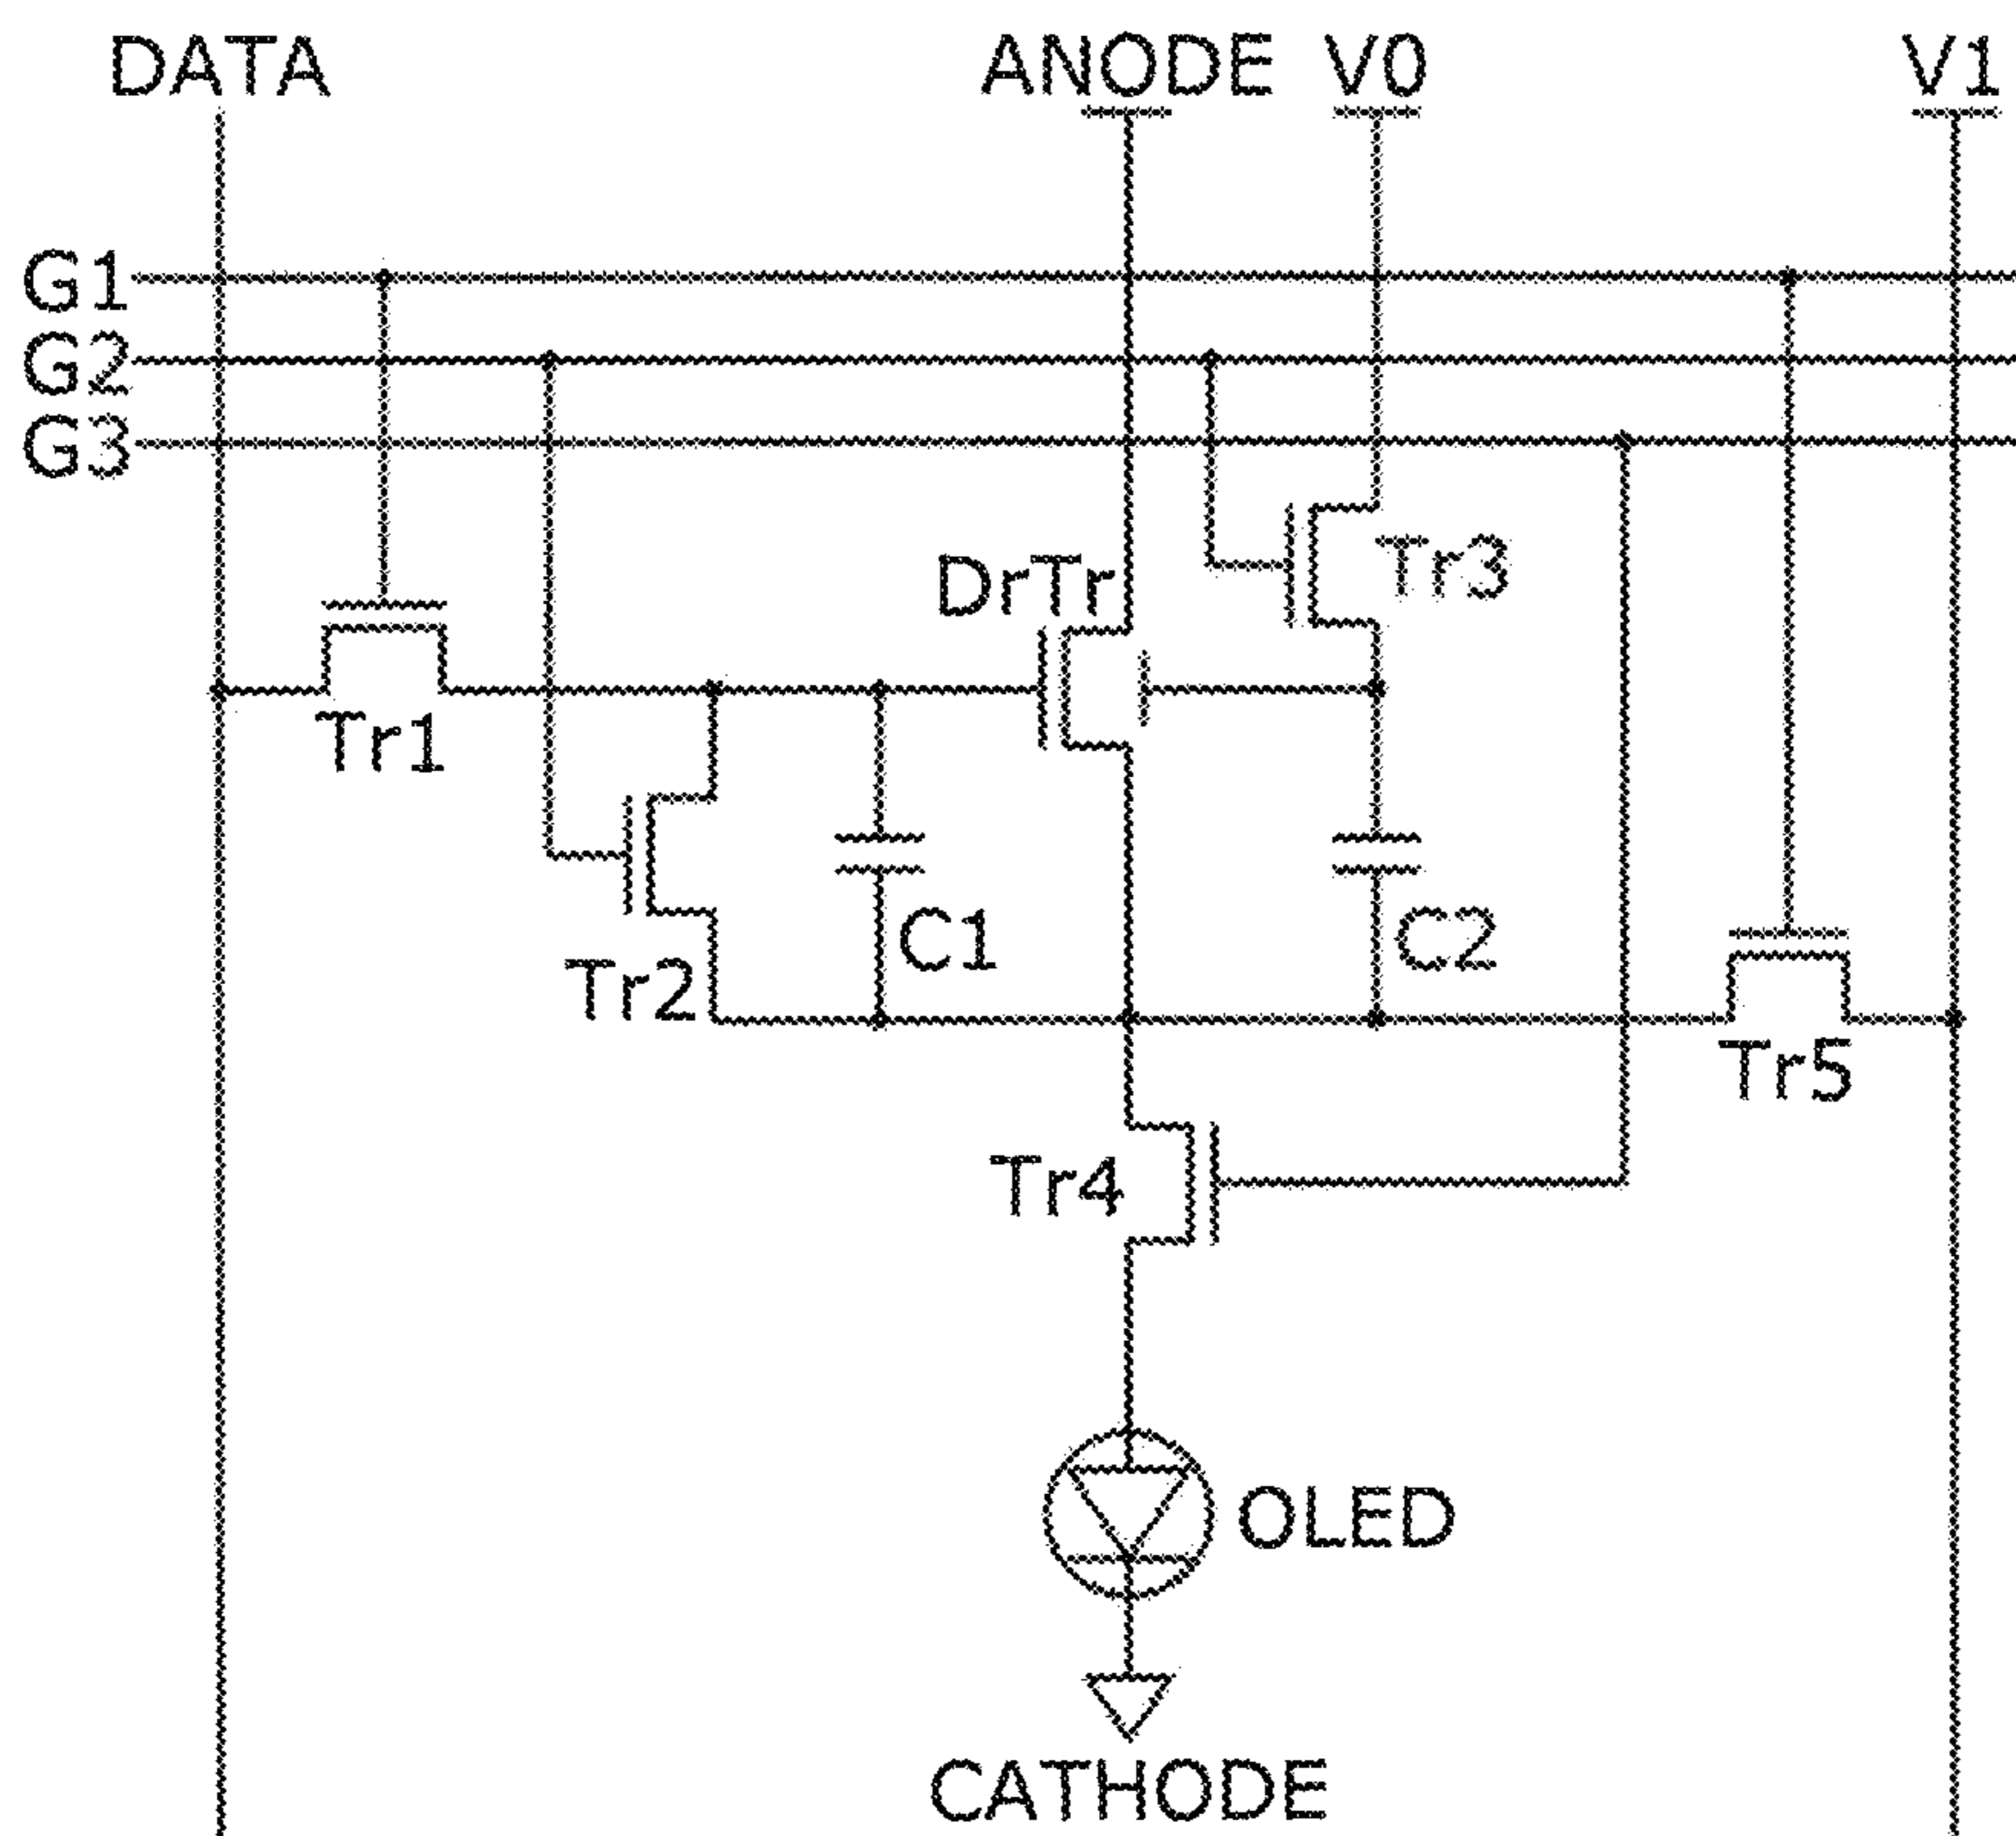 DATA
ANODE
V0
V1
G1
G2
G3
DrTr
Tr3
Tr1
Tr2
C1
C2
Tr5
Tr4
OLED
CATHODE